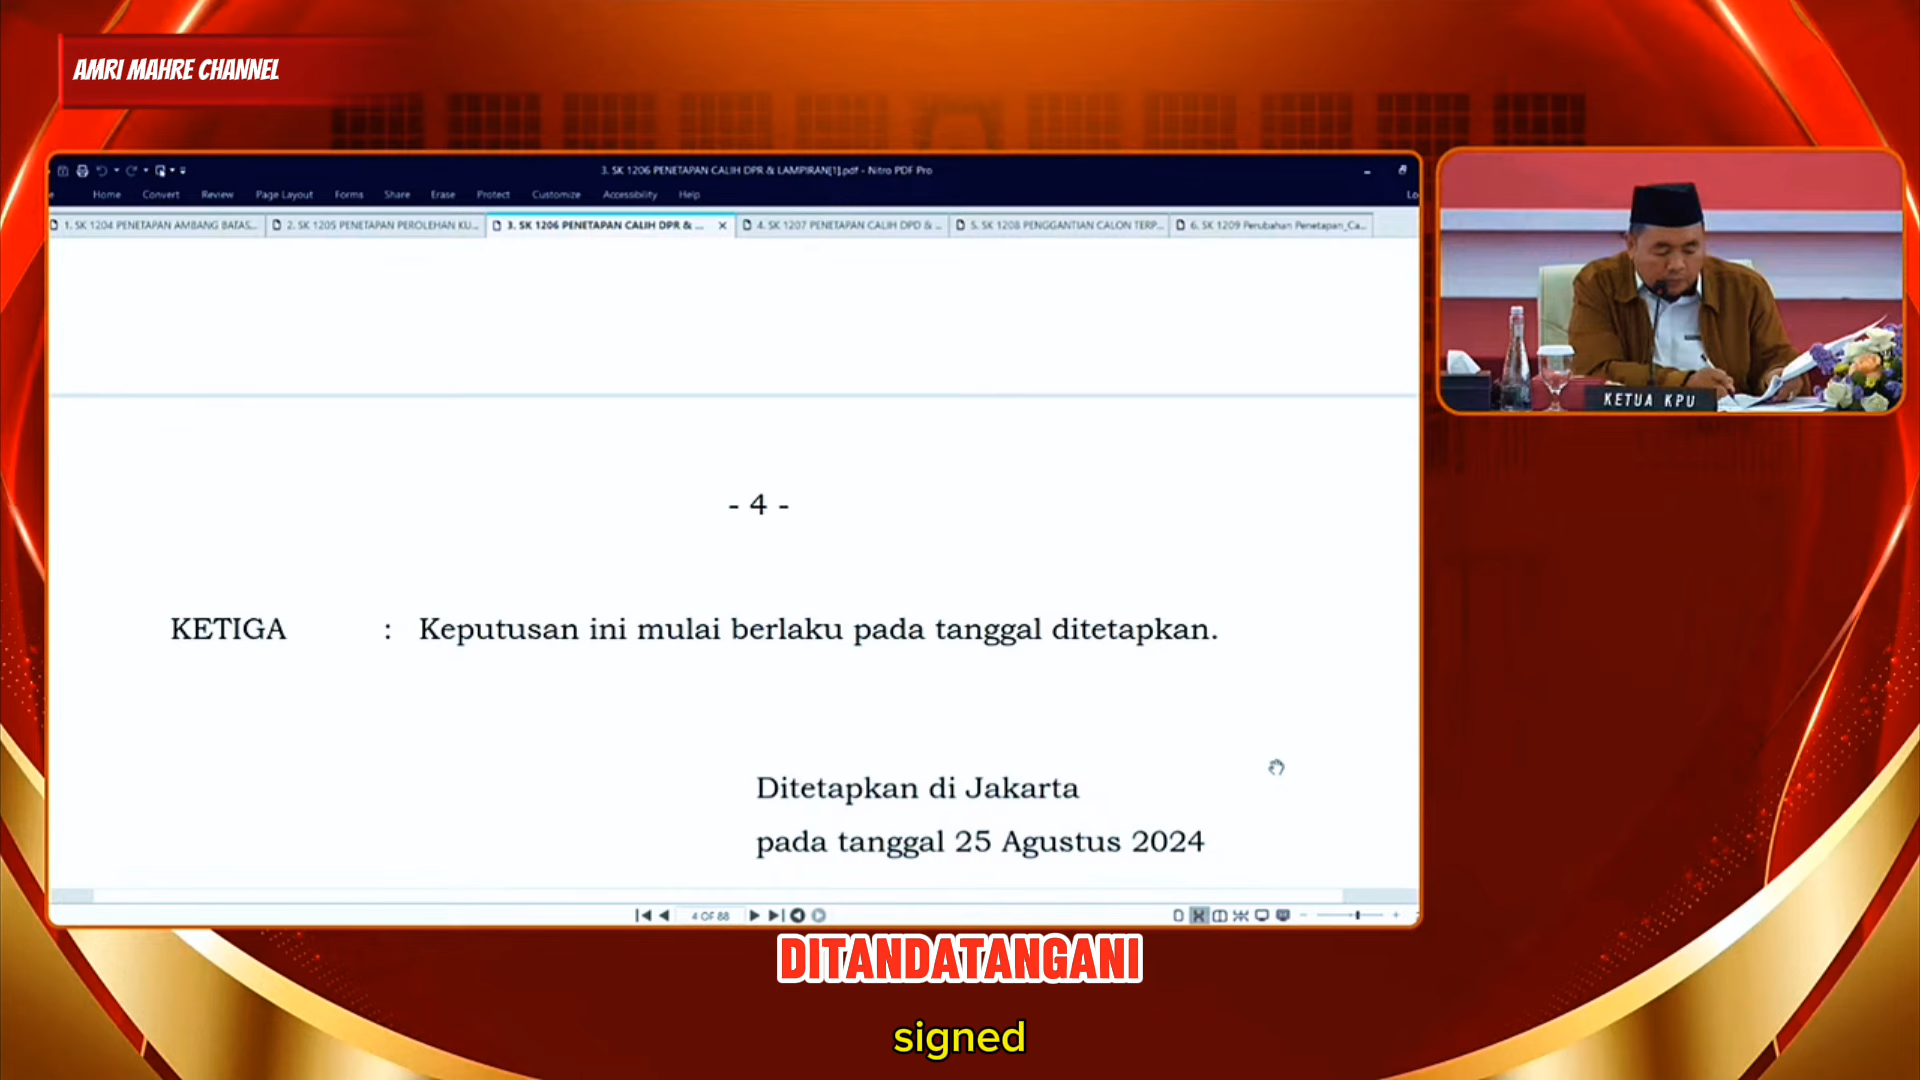 AMRI MAHRE CHANNEL
3. SK 1206 PENETAPAN CALIH DPR & LAMPIRAN[1].pdf - Nitro PDF Pro
Home Convert Review Page Layout Forms Share Erase Protect Customize Accessibility Help Lo
1. SK 1204 PENETAPAN AMBANG BATAS... 2. SK 1205 PENETAPAN PEROLEHAN KU... 3. SK 1206 PENETAPAN CALIH DPR & ... 4. SK 1207 PENETAPAN CALIH DPD & ... 5. SK 1208 PENGGANTIAN CALON TERP... 6. SK 1209 Perubahan Penetapan_Ca...
KETUA KPU
- 4 -
KETIGA : Keputusan ini mulai berlaku pada tanggal ditetapkan.
Ditetapkan di Jakarta
pada tanggal 25 Agustus 2024
4 OF 88
DITANDATANGANI
signed